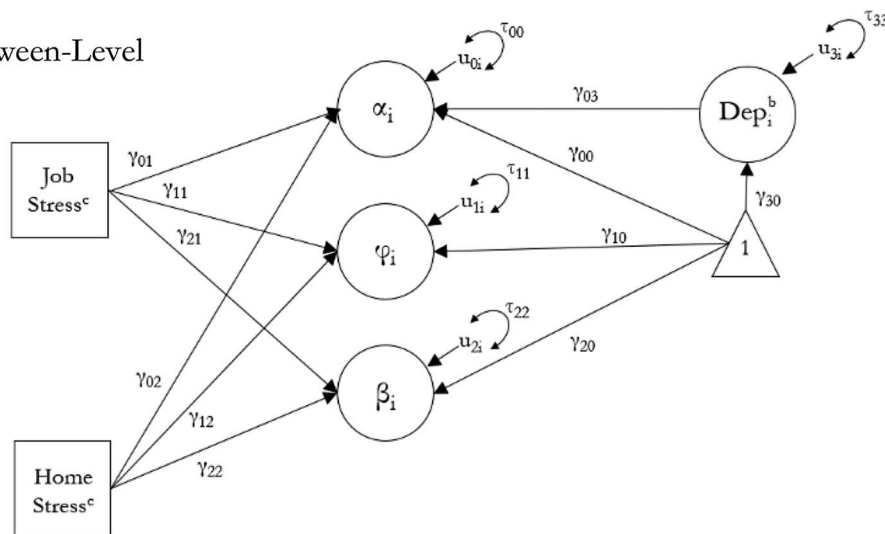 ween-Level
τ₀₀
u₀ᵢ
τ₃₃
u₃ᵢ
αᵢ
γ₀₃
Depᵢᵇ
γ₀₁
Job
Stressᶜ
γ₁₁
γ₂₁
γ₀₀
γ₃₀
τ₁₁
u₁ᵢ
φᵢ
γ₁₀
1
τ₂₂
u₂ᵢ
γ₂₀
βᵢ
γ₀₂
γ₁₂
γ₂₂
Home
Stressᶜ